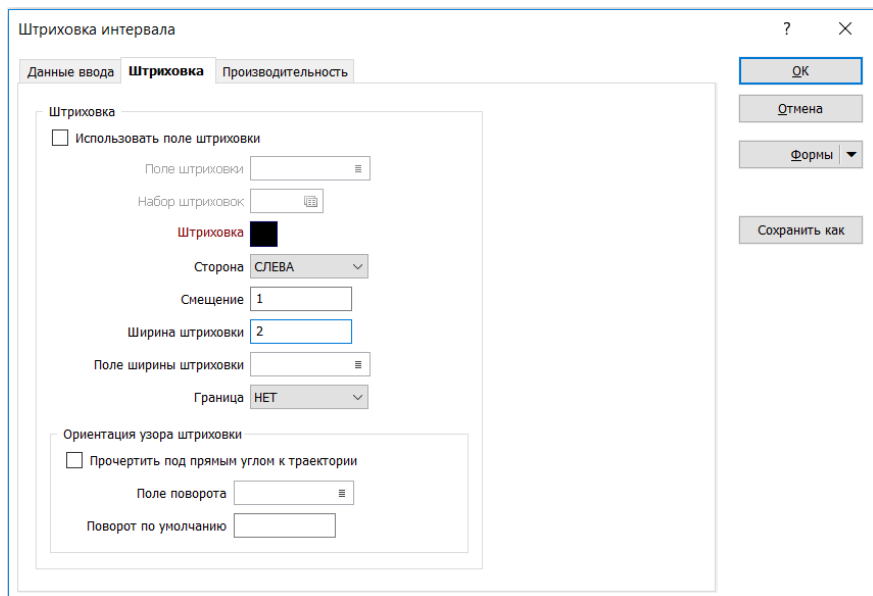 Штриховка интервала
?
Данные ввода Штриховка Производительность
OK
Отмена
Формы
Сохранить как
Штриховка
Использовать поле штриховки
Поле штриховки
Набор штриховок
Штриховка
Сторона СЛЕВА
Смещение 1
Ширина штриховки 2
Поле ширины штриховки
Граница НЕТ
Ориентация узора штриховки
Прочертить под прямым углом к траектории
Поле поворота
Поворот по умолчанию